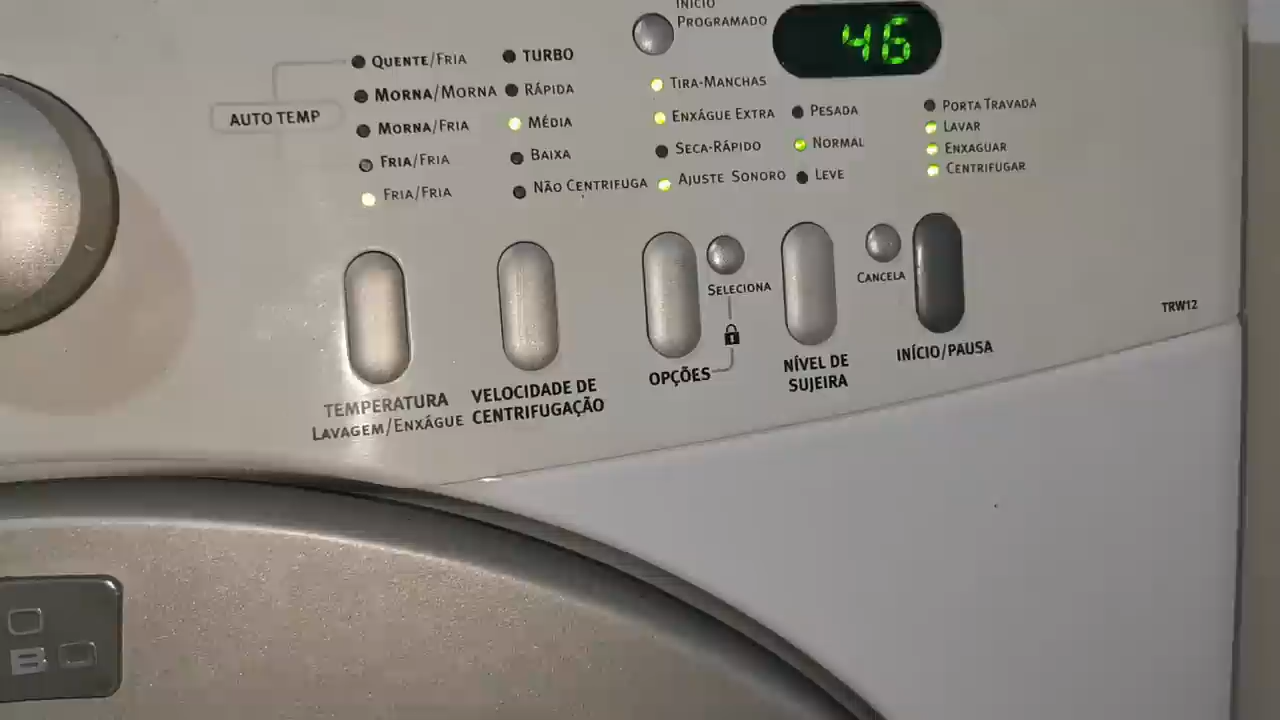 INÍCIO
PROGRAMADO
46
AUTO TEMP
QUENTE/FRIA
MORNA/MORNA
MORNA/FRIA
FRIA/FRIA
FRIA/FRIA
TURBO
RÁPIDA
MÉDIA
BAIXA
NÃO CENTRIFUGA
TIRA-MANCHAS
ENXÁGUE EXTRA
SECA-RÁPIDO
AJUSTE SONORO
PESADA
NORMAL
LEVE
PORTA TRAVADA
LAVAR
ENXAGUAR
CENTRIFUGAR
TEMPERATURA
LAVAGEM/ENXÁGUE
VELOCIDADE DE
CENTRIFUGAÇÃO
SELECIONA
OPÇÕES
NÍVEL DE
SUJEIRA
CANCELA
INÍCIO/PAUSA
TRW12
B